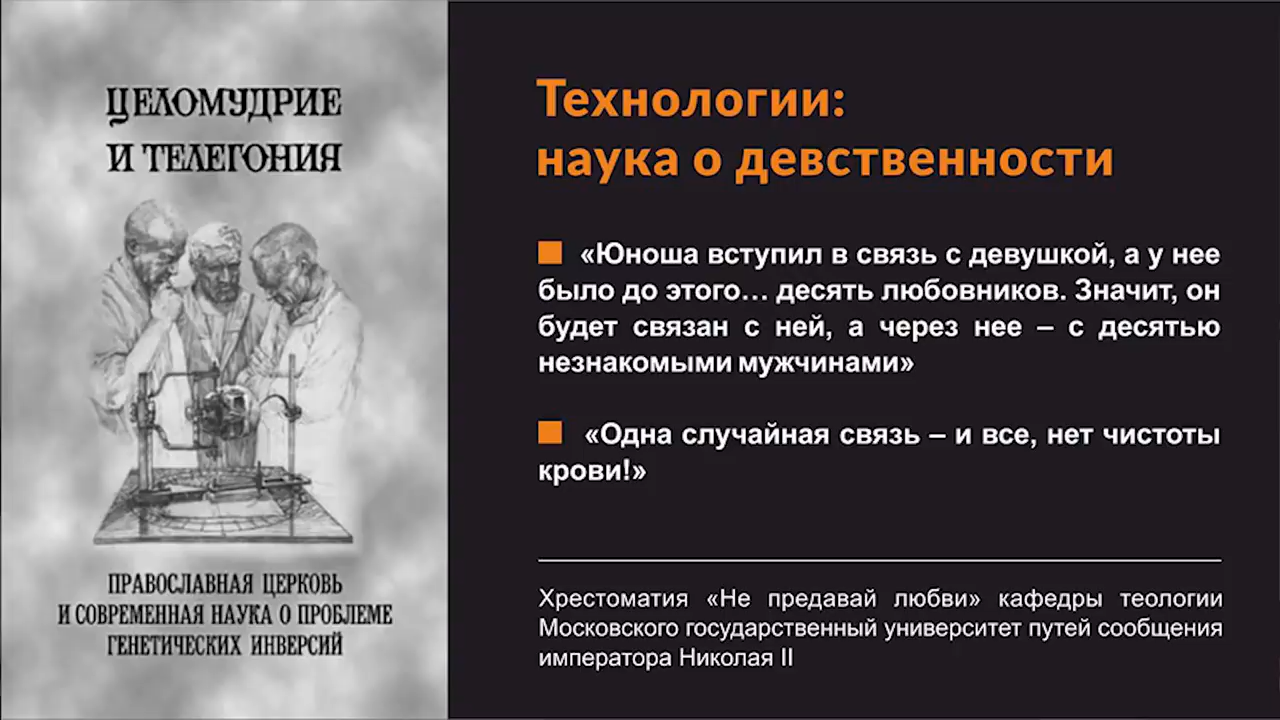 ЦЕЛОМУДРИЕ
И ТЕЛЕГОНИЯ
ПРАВОСЛАВНАЯ ЦЕРКОВЬ
И СОВРЕМЕННАЯ НАУКА О ПРОБЛЕМЕ
ГЕНЕТИЧЕСКИХ ИНВЕРСИЙ
Технологии:
наука о девственности
«Юноша вступил в связь с девушкой, а у нее
было до этого... десять любовников. Значит, он
будет связан с ней, а через нее – с десятью
незнакомыми мужчинами»
«Одна случайная связь – и все, нет чистоты
крови!»
Хрестоматия «Не предавай любви» кафедры теологии
Московского государственный университет путей сообщения
императора Николая II